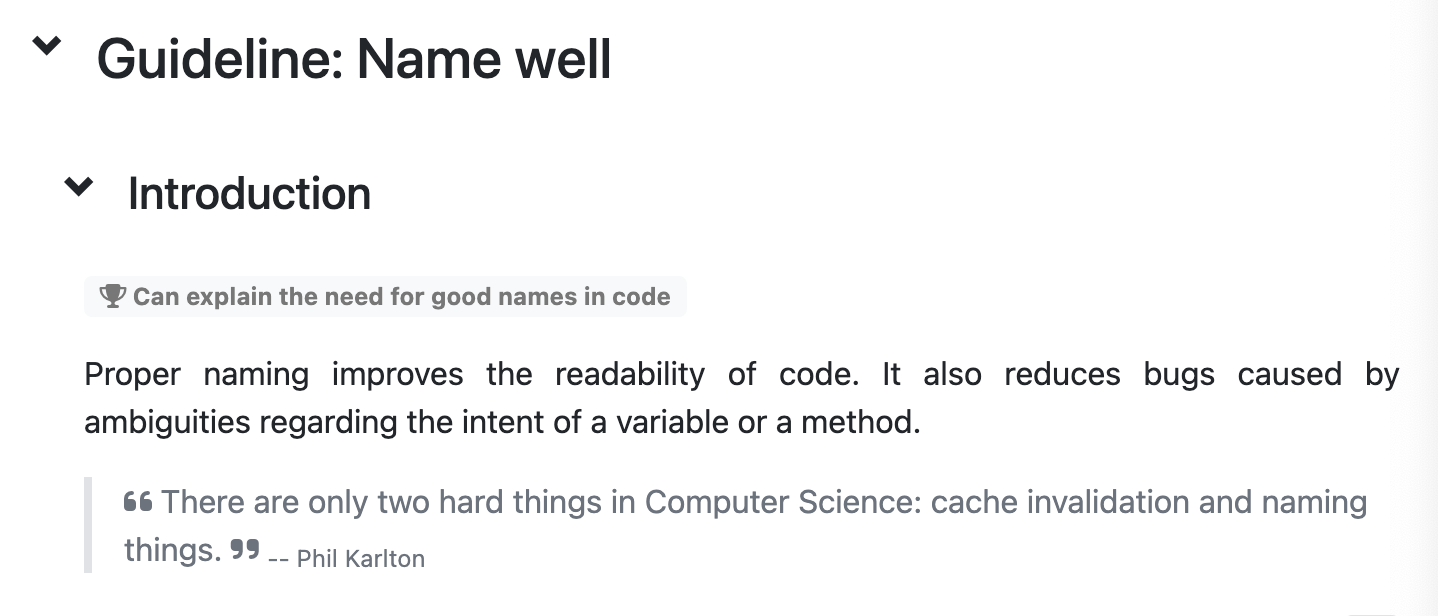 Guideline: Name well
Introduction
Can explain the need for good names in code
Proper naming improves the readability of code. It also reduces bugs caused by
ambiguities regarding the intent of a variable or a method.
❝ There are only two hard things in Computer Science: cache invalidation and naming
things. ❞ -- Phil Karlton